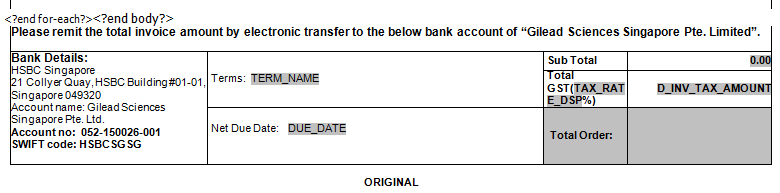 <?end for-each?><?end body?>
Please remit the total invoice amount by electronic transfer to the below bank account of “Gilead Sciences Singapore Pte. Limited”.
Bank Details:
HSBC Singapore
21 Collyer Quay, HSBC Building #01-01,
Singapore 049320
Account name: Gilead Sciences
Singapore Pte. Ltd.
Account no: 052-150026-001
SWIFT code: HSBCSGSG
Terms: TERM_NAME
Net Due Date: DUE_DATE
Sub Total 0.00
Total
GST(TAX_RAT D_INV_TAX_AMOUNT
E_DSP%)
Total Order:
ORIGINAL